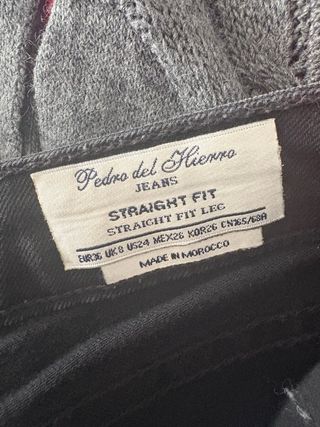 Pedro del Hierro
JEANS
STRAIGHT FIT
STRAIGHT FIT LEG
EUR36 UK8 US24 MEX26 KOR26 CN165/68A
MADE IN MOROCCO